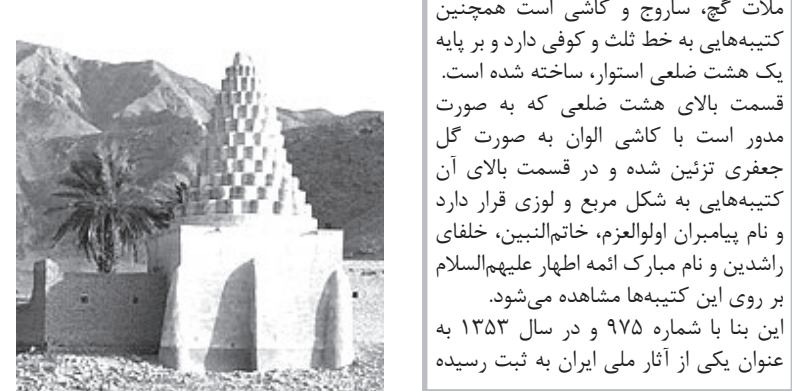 ملات گچ، ساروج و کاشی است همچنین
کتیبه‌هایی به خط ثلث و کوفی دارد و بر پایه
یک هشت ضلعی استوار، ساخته شده است.
قسمت بالای هشت ضلعی که به صورت
مدور است با کاشی الوان به صورت گل
جعفری تزئین شده و در قسمت بالای آن
کتیبه‌هایی به شکل مربع و لوزی قرار دارد
و نام پیامبران اولوالعزم، خاتم‌النبین، خلفای
راشدین و نام مبارک ائمه اطهار علیهم‌السلام
بر روی این کتیبه‌ها مشاهده می‌شود.
این بنا با شماره ۹۷۵ و در سال ۱۳۵۳ به
عنوان یکی از آثار ملی ایران به ثبت رسیده